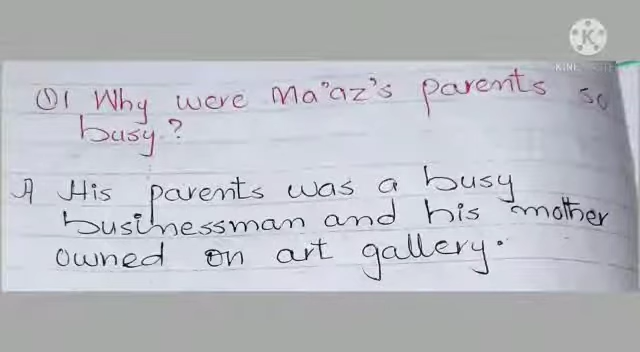 Q1 Why were Ma'az's parents so
busy?
A His parents was a busy
businessman and his mother
owned on art gallery.